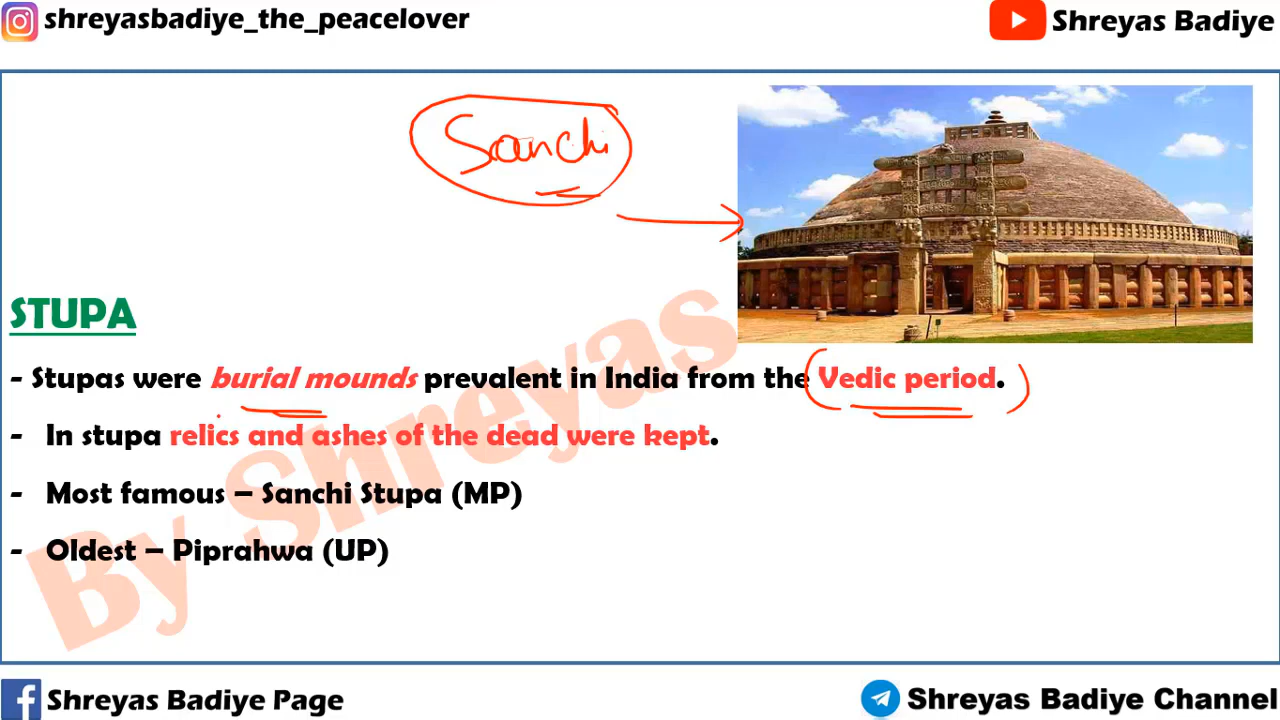 shreyasbadiye_the_peacelover
Shreyas Badiye
Sanchi
STUPA
- Stupas were burial mounds prevalent in India from the Vedic period.
- In stupa relics and ashes of the dead were kept.
- Most famous – Sanchi Stupa (MP)
- Oldest – Piprahwa (UP)
By Shreyas
Shreyas Badiye Page
Shreyas Badiye Channel